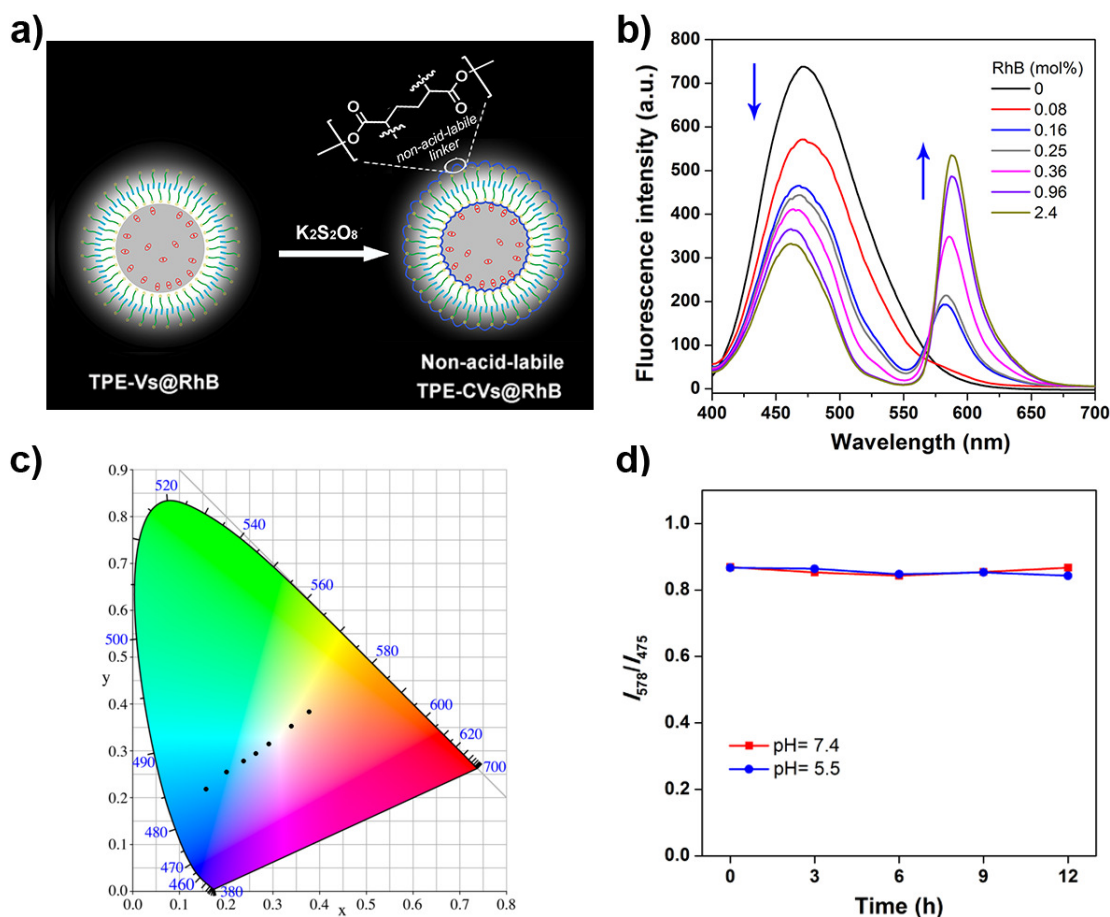 a)
O
O
O
O
non-acid-labile
linker
K2S2O8
TPE-Vs@RhB
Non-acid-labile
TPE-CVs@RhB
b)
Fluorescence intensity (a.u.)
800
700
600
500
400
300
200
100
0
RhB (mol%)
0
0.08
0.16
0.25
0.36
0.96
2.4
400 450 500 550 600 650 700
Wavelength (nm)
c)
0.9
0.8
0.7
0.6
0.5
y
0.4
0.3
0.2
0.1
0.0
520
540
560
580
600
620
700
500
490
480
470
460
380
0.0 0.1 0.2 0.3 0.4 0.5 0.6 0.7 0.8
x
d)
I578/I475
1.0
0.8
0.6
0.4
0.2
0.0
pH= 7.4
pH= 5.5
0 3 6 9 12
Time (h)